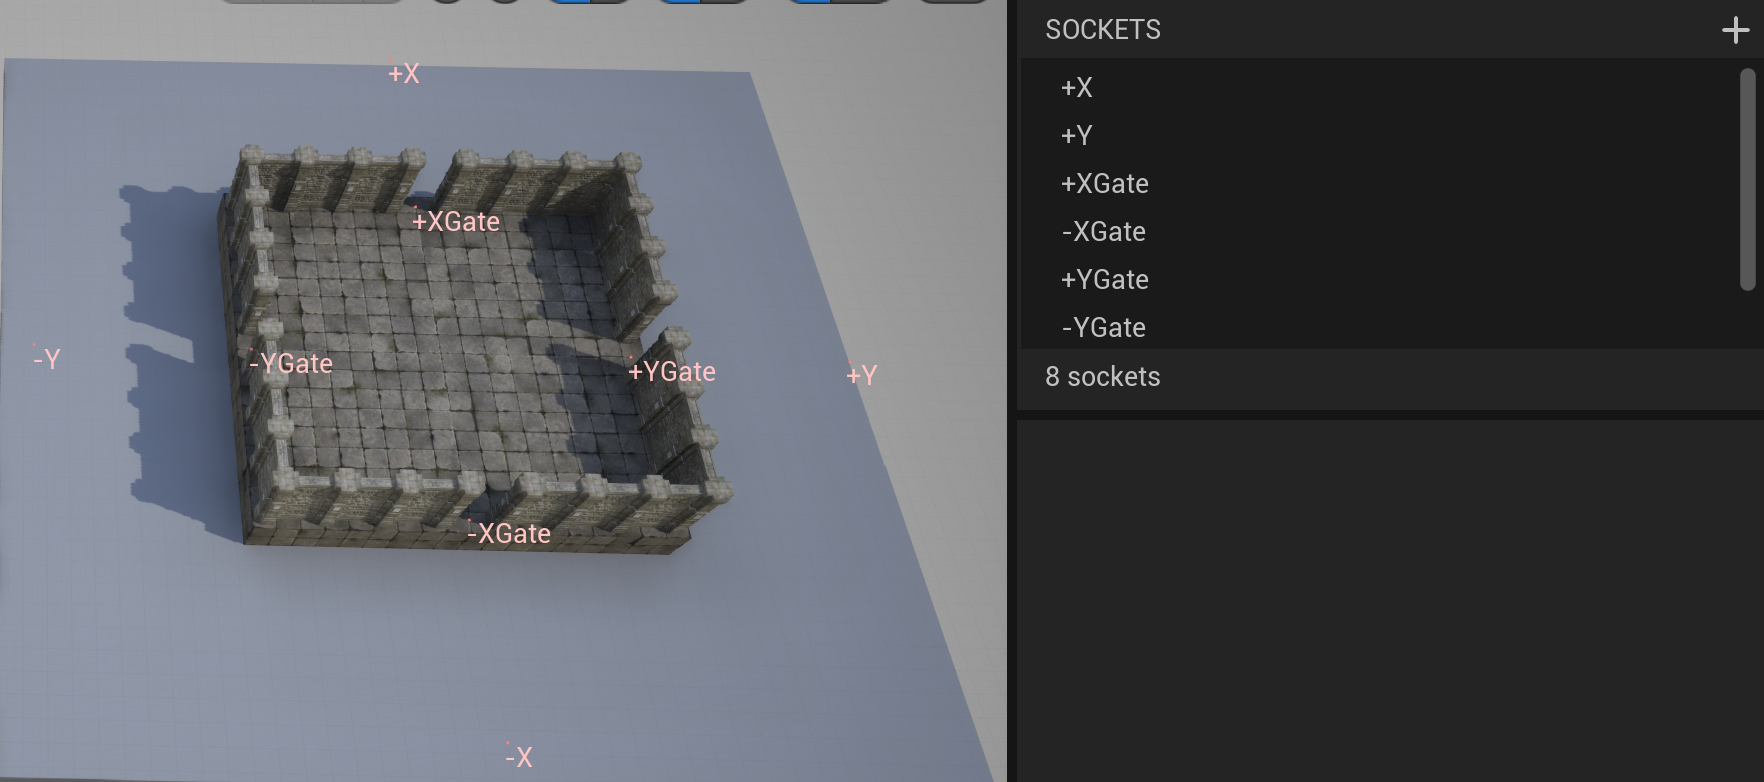 +X
+XGate
-Y
-YGate
+YGate
+Y
-XGate
-X
SOCKETS
+X
+Y
+XGate
-XGate
+YGate
-YGate
8 sockets